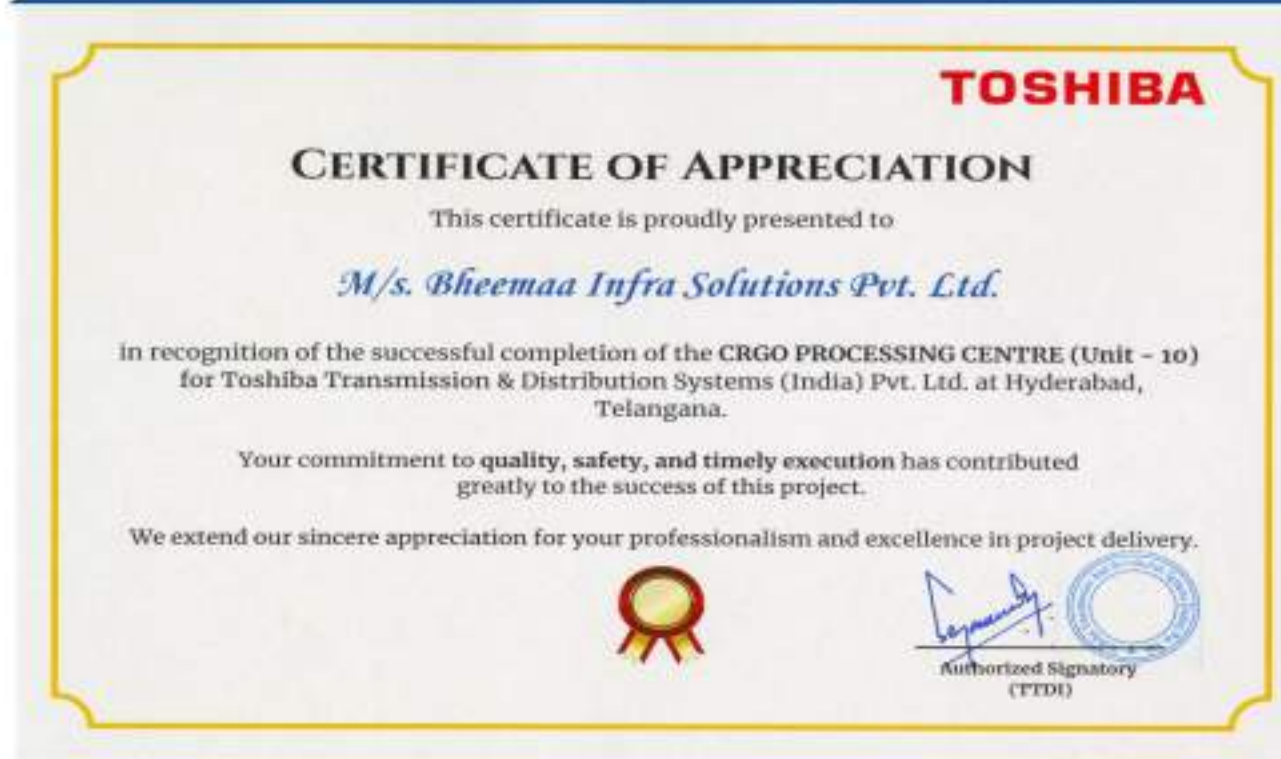 TOSHIBA
CERTIFICATE OF APPRECIATION
This certificate is proudly presented to
M/s. Bheemaa Infra Solutions Pvt. Ltd.
in recognition of the successful completion of the CRGO PROCESSING CENTRE (Unit – 10)
for Toshiba Transmission & Distribution Systems (India) Pvt. Ltd. at Hyderabad,
Telangana.
Your commitment to quality, safety, and timely execution has contributed
greatly to the success of this project.
We extend our sincere appreciation for your professionalism and excellence in project delivery.
Authorized Signatory
(TTDI)